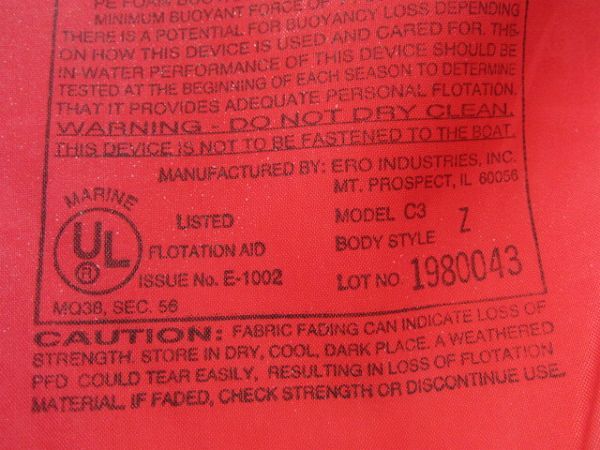 PE FOAM BUO
MINIMUM BUOYANT FORCE OF
THERE IS A POTENTIAL FOR BUOYANCY LOSS DEPENDING
ON HOW THIS DEVICE IS USED AND CARED FOR. THE
IN-WATER PERFORMANCE OF THIS DEVICE SHOULD BE
TESTED AT THE BEGINNING OF EACH SEASON TO DETERMINE
THAT IT PROVIDES ADEQUATE PERSONAL FLOTATION.
WARNING - DO NOT DRY CLEAN.
THIS DEVICE IS NOT TO BE FASTENED TO THE BOAT.
MANUFACTURED BY: ERO INDUSTRIES, INC.
MT. PROSPECT, IL 60056
MARINE
UL
®
LISTED
FLOTATION AID
ISSUE No. E-1002
MQ38, SEC. 56
MODEL C3
BODY STYLE Z
LOT NO 1980043
CAUTION: FABRIC FADING CAN INDICATE LOSS OF
STRENGTH. STORE IN DRY, COOL, DARK PLACE. A WEATHERED
PFD COULD TEAR EASILY, RESULTING IN LOSS OF FLOTATION
MATERIAL. IF FADED, CHECK STRENGTH OR DISCONTINUE USE.